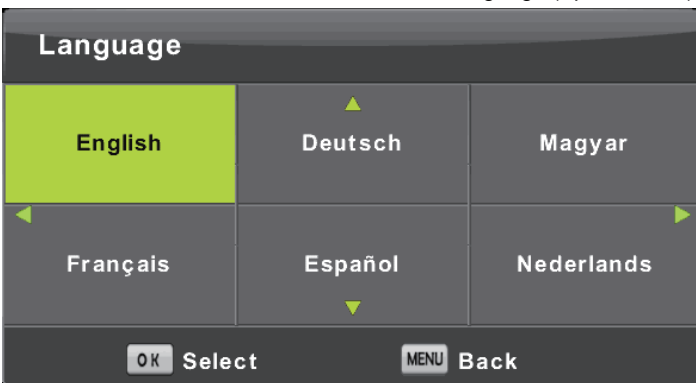 Language
English Deutsch Magyar
Français Español Nederlands
OK Select MENU Back